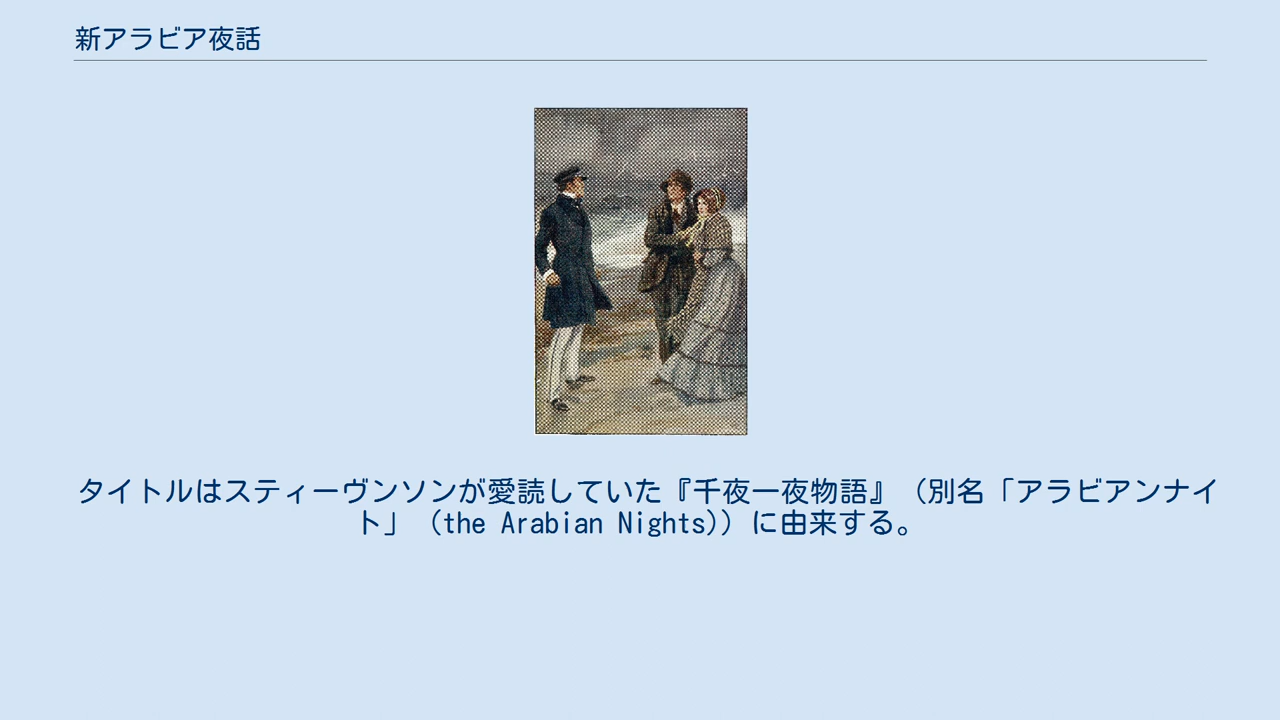 新アラビア夜話
タイトルはスティーヴンソンが愛読していた『千夜一夜物語』（別名「アラビアンナイ
ト」（the Arabian Nights)）に由来する。